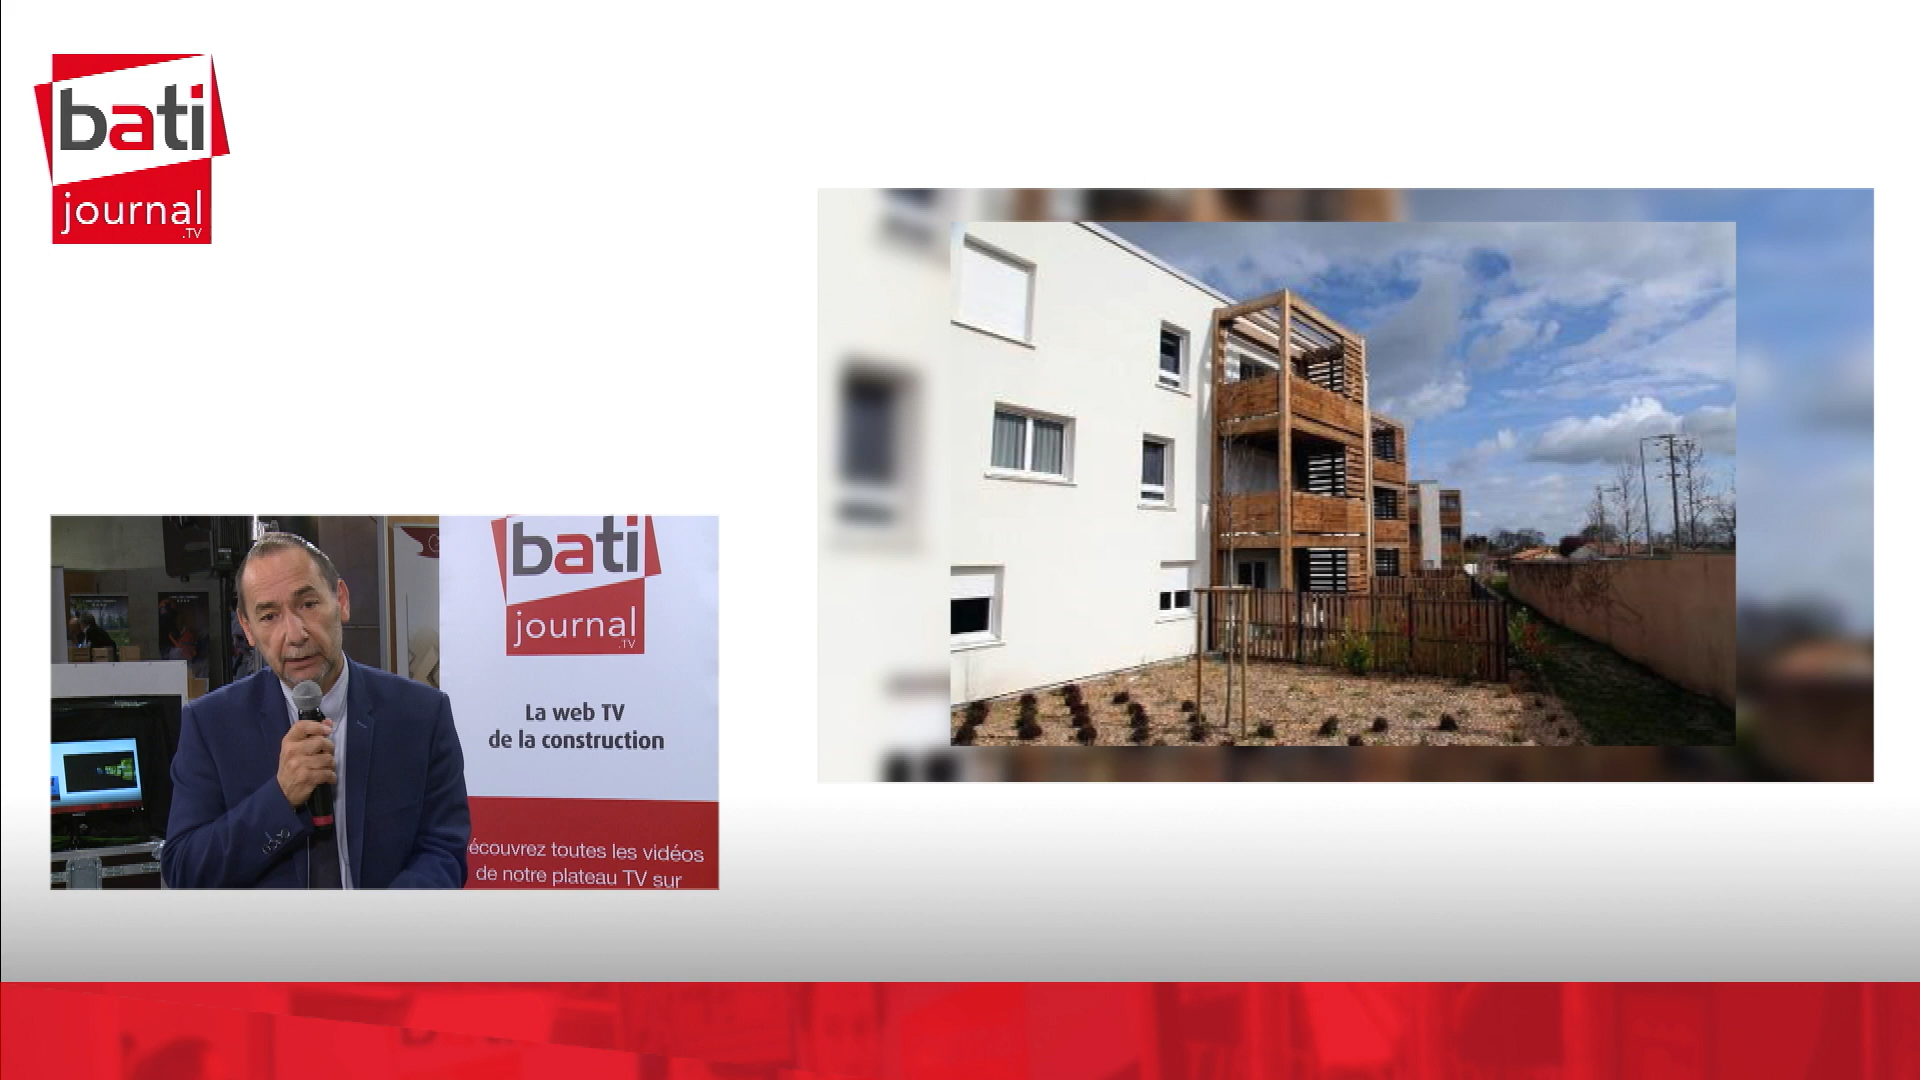 bati
journal
.TV
bati
journal
.TV
La web TV
de la construction
écouvrez toutes les vidéos
de notre plateau TV sur